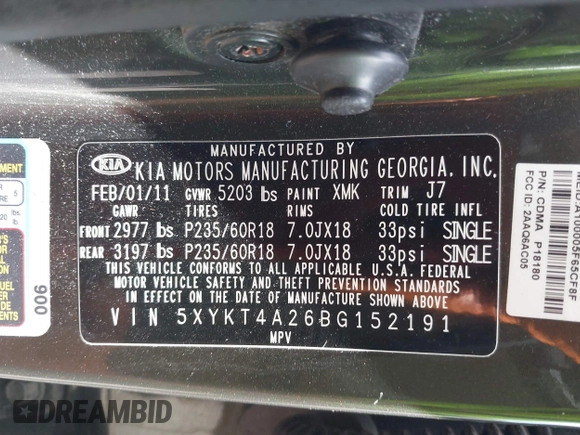 MANUFACTURED BY
KIA KIA MOTORS MANUFACTURING GEORGIA, INC.
FEB/01/11 GVWR 5203 lbs PAINT XMK TRIM J7
GAWR TIRES RIMS COLD TIRE INFL
FRONT 2977 lbs P235/60R18 7.0JX18 33psi SINGLE
REAR 3197 lbs P235/60R18 7.0JX18 33psi SINGLE
THIS VEHICLE CONFORMS TO ALL APPLICABLE U.S.A. FEDERAL
MOTOR VEHICLE SAFETY AND THEFT PREVENTION STANDARDS
IN EFFECT ON THE DATE OF MANUFACTURE SHOWN ABOVE.
VIN 5XYKT4A26BG152191
MPV
006
5
P/N: CDMA P18180
FCC ID: 2AAQ6AC05
DREAMBID